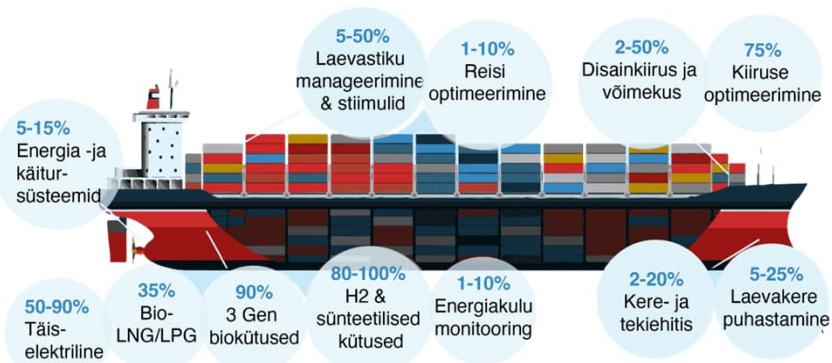 5-50%
Laevastiku
manageerimine
& stiimulid
1-10%
Reisi
optimeerimine
2-50%
Disainkiirus ja
võimekus
75%
Kiiruse
optimeerimine
5-15%
Energia -ja
käitur-
süsteemid
50-90%
Täis-
elektriline
35%
Bio-
LNG/LPG
90%
3 Gen
biokütused
80-100%
H2 &
sünteetilised
kütused
1-10%
Energiakulu
monitooring
2-20%
Kere- ja
tekiehitis
5-25%
Laevakere
puhastamine